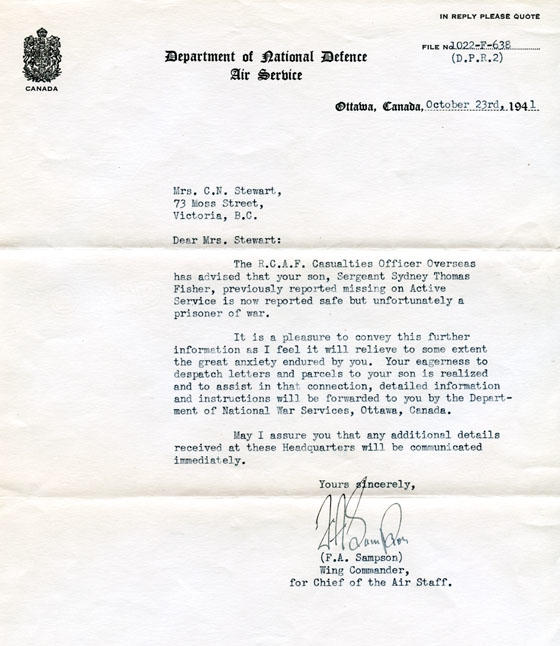 IN REPLY PLEASE QUOTE
FILE No 1022-F-638
(D.P.R.2)
CANADA
Department of National Defence
Air Service
Ottawa, Canada, October 23rd, 1941
Mrs. C.N. Stewart,
73 Moss Street,
Victoria, B.C.
Dear Mrs. Stewart:
The R.C.A.F. Casualties Officer Overseas
has advised that your son, Sergeant Sydney Thomas
Fisher, previously reported missing on Active
Service is now reported safe but unfortunately a
prisoner of war.
It is a pleasure to convey this further
information as I feel it will relieve to some extent
the great anxiety endured by you. Your eagerness to
despatch letters and parcels to your son is realized
and to assist in that connection, detailed information
and instructions will be forwarded to you by the Depart-
ment of National War Services, Ottawa, Canada.
May I assure you that any additional details
received at these Headquarters will be communicated
immediately.
Yours sincerely,
F.A. Sampson
(F.A. Sampson)
Wing Commander,
for Chief of the Air Staff.